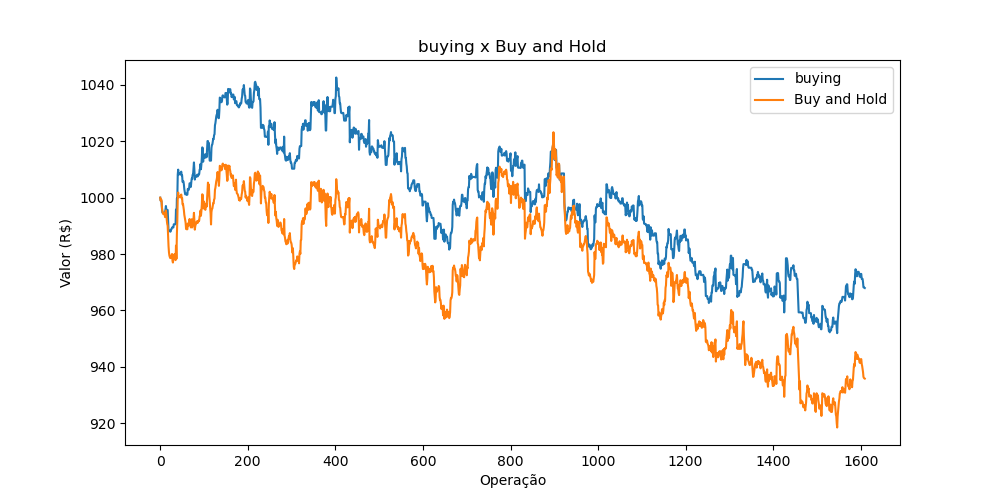 buying x Buy and Hold
buying
Buy and Hold
Valor (R$)
1040
1020
1000
980
960
940
920
0 200 400 600 800 1000 1200 1400 1600
Operação